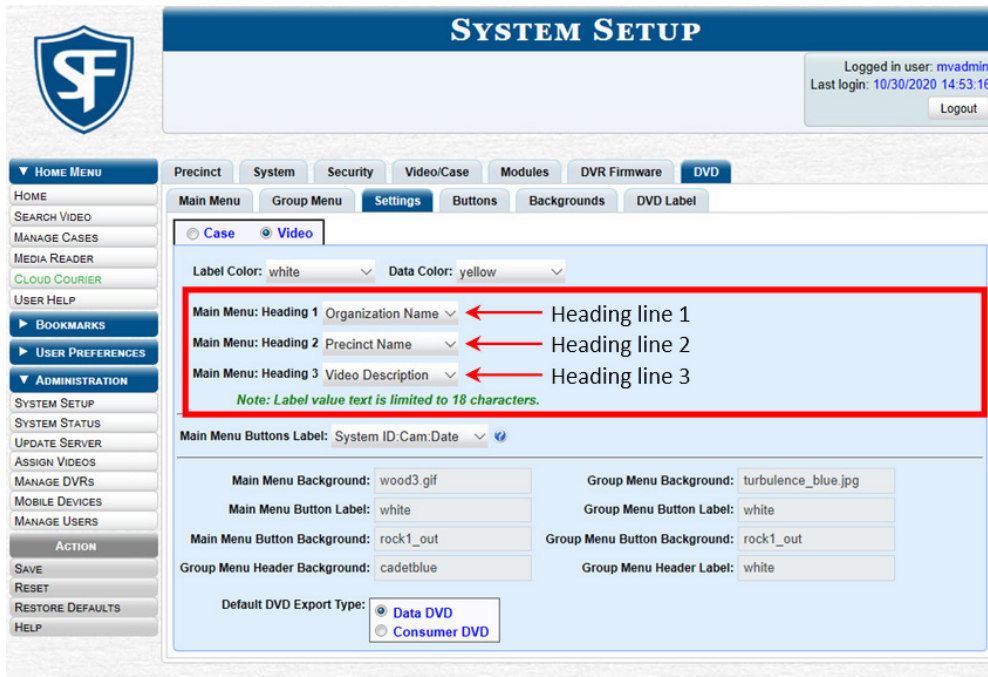 SYSTEM SETUP
SF
Logged in user: mvadmin
Last login: 10/30/2020 14:53:16
Logout
▼ HOME MENU
HOME
SEARCH VIDEO
MANAGE CASES
MEDIA READER
CLOUD COURIER
USER HELP
▶ BOOKMARKS
▶ USER PREFERENCES
▼ ADMINISTRATION
SYSTEM SETUP
SYSTEM STATUS
UPDATE SERVER
ASSIGN VIDEOS
MANAGE DVRS
MOBILE DEVICES
MANAGE USERS
ACTION
SAVE
RESET
RESTORE DEFAULTS
HELP
Precinct System Security Video/Case Modules DVR Firmware DVD
Main Menu Group Menu Settings Buttons Backgrounds DVD Label
Case Video
Label Color: white Data Color: yellow
Main Menu: Heading 1 Organization Name Heading line 1
Main Menu: Heading 2 Precinct Name Heading line 2
Main Menu: Heading 3 Video Description Heading line 3
Note: Label value text is limited to 18 characters.
Main Menu Buttons Label: System ID:Cam:Date ?
Main Menu Background: wood3.gif Group Menu Background: turbulence_blue.jpg
Main Menu Button Label: white Group Menu Button Label: white
Main Menu Button Background: rock1_out Group Menu Button Background: rock1_out
Group Menu Header Background: cadetblue Group Menu Header Label: white
Default DVD Export Type: Data DVD
Consumer DVD